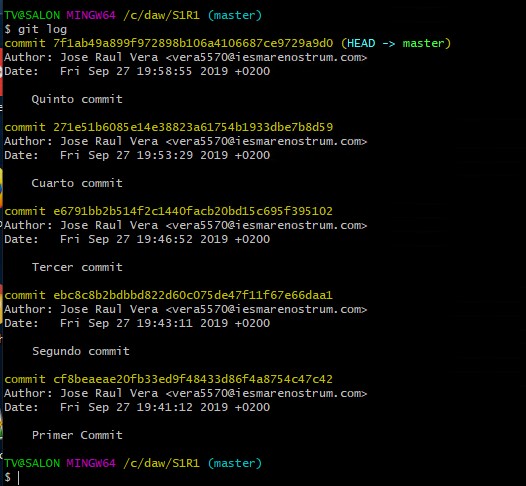 TV@SALON MINGW64 /c/daw/S1R1 (master)
$ git log
commit 7f1ab49a899f972898b106a4106687ce9729a9d0 (HEAD -> master)
Author: Jose Raul Vera <vera5570@iesmarenostrum.com>
Date:   Fri Sep 27 19:58:55 2019 +0200
Quinto commit
commit 271e51b6085e14e38823a61754b1933dbe7b8d59
Author: Jose Raul Vera <vera5570@iesmarenostrum.com>
Date:   Fri Sep 27 19:53:29 2019 +0200
Cuarto commit
commit e6791bb2b514f2c1440facb20bd15c695f395102
Author: Jose Raul Vera <vera5570@iesmarenostrum.com>
Date:   Fri Sep 27 19:46:52 2019 +0200
Tercer commit
commit ebc8c8b2bdbbd822d60c075de47f11f67e66daa1
Author: Jose Raul Vera <vera5570@iesmarenostrum.com>
Date:   Fri Sep 27 19:43:11 2019 +0200
Segundo commit
commit cf8beaeae20fb33ed9f48433d86f4a8754c47c42
Author: Jose Raul Vera <vera5570@iesmarenostrum.com>
Date:   Fri Sep 27 19:41:12 2019 +0200
Primer Commit
TV@SALON MINGW64 /c/daw/S1R1 (master)
$